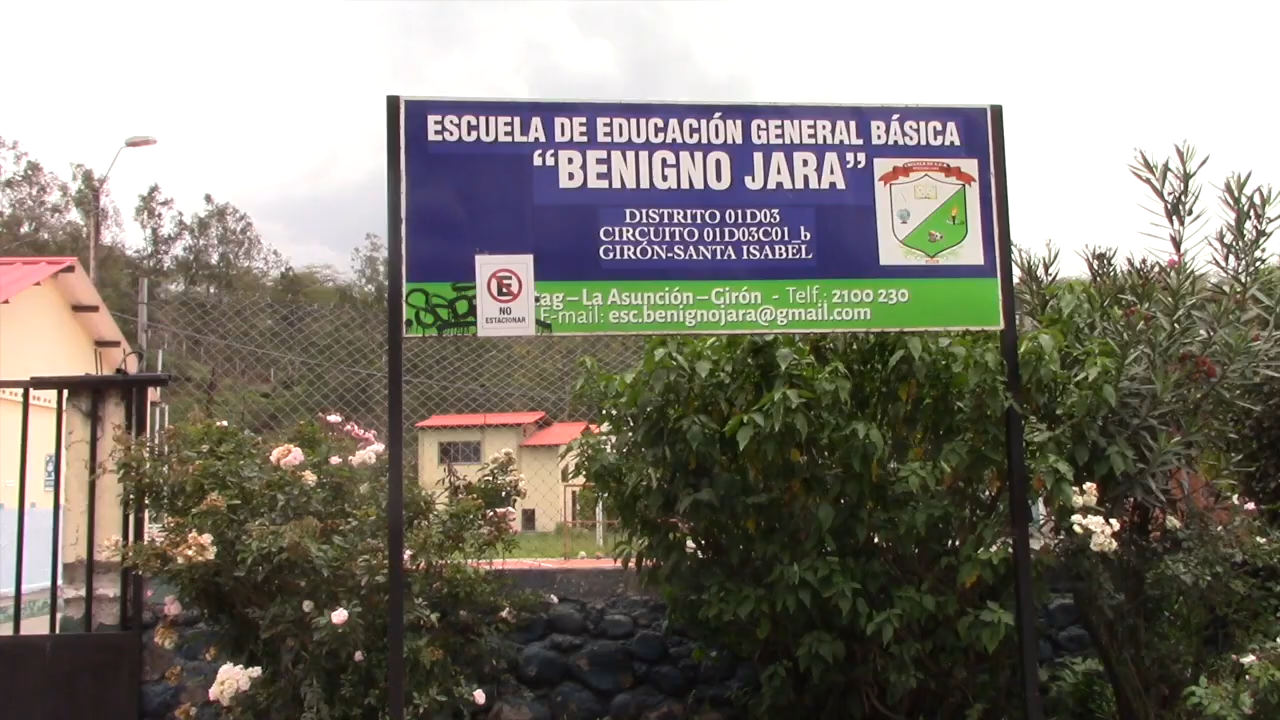 ESCUELA DE EDUCACIÓN GENERAL BÁSICA
“BENIGNO JARA”
DISTRITO 01D03
CIRCUITO 01D03C01_b
GIRÓN-SANTA ISABEL
tag – La Asunción – Girón - Telf.: 2100 230
E-mail: esc.benignojara@gmail.com
E
NO
ESTACIONAR